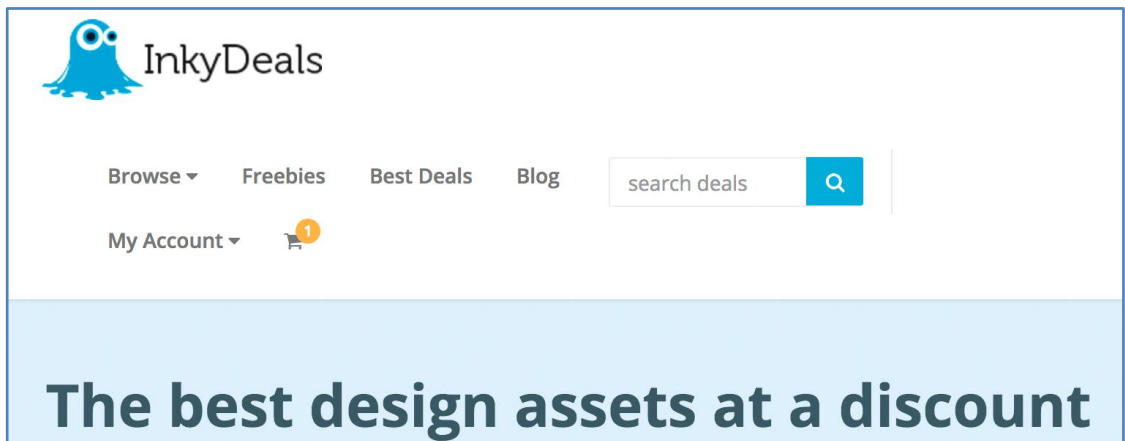 InkyDeals
Browse Freebies Best Deals Blog search deals
My Account 1
The best design assets at a discount